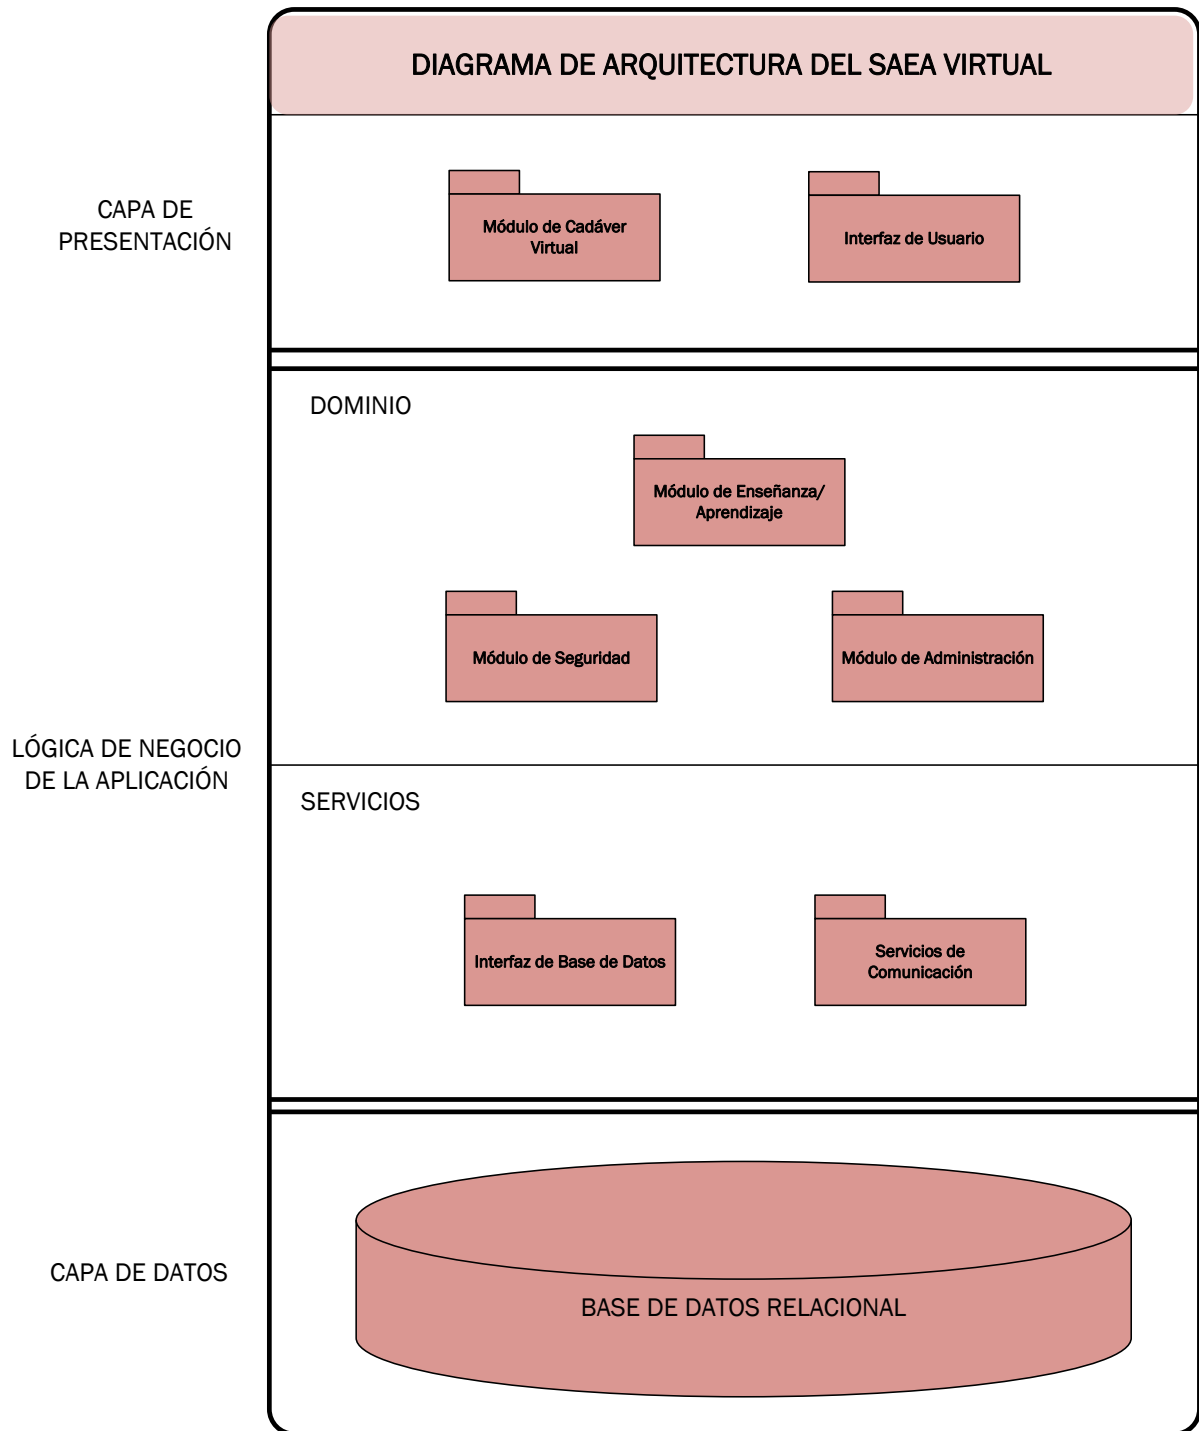 DIAGRAMA DE ARQUITECTURA DEL SAEA VIRTUAL
CAPA DE
PRESENTACIÓN
Módulo de Cadáver
Virtual
Interfaz de Usuario
LÓGICA DE NEGOCIO
DE LA APLICACIÓN
DOMINIO
Módulo de Enseñanza/
Aprendizaje
Módulo de Seguridad
Módulo de Administración
SERVICIOS
Interfaz de Base de Datos
Servicios de
Comunicación
CAPA DE DATOS
BASE DE DATOS RELACIONAL